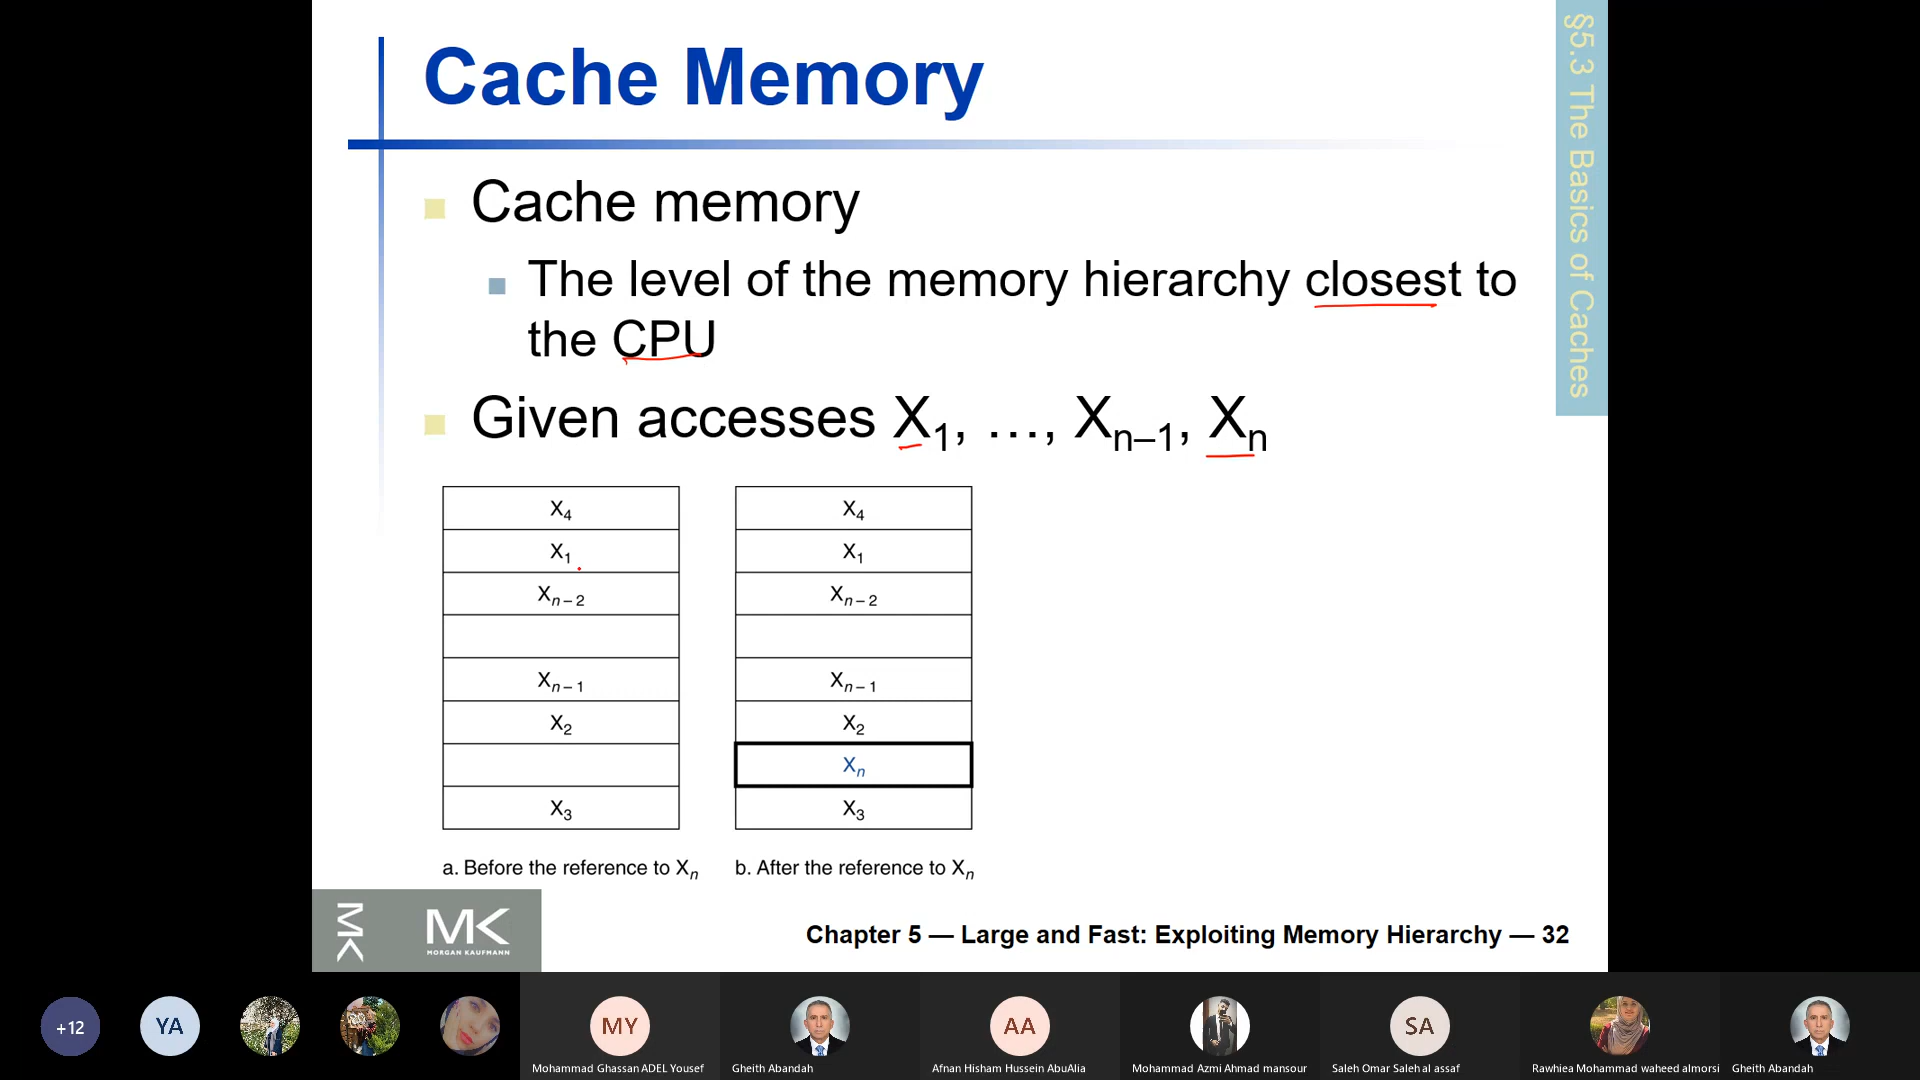 Cache Memory
§5.3 The Basics of Caches
Cache memory
The level of the memory hierarchy closest to
the CPU
Given accesses X1, …, Xn–1, Xn
X4
X1
Xn – 2
Xn – 1
X2
X3
a. Before the reference to Xn
X4
X1
Xn – 2
Xn – 1
X2
Xn
X3
b. After the reference to Xn
MK
MK
MORGAN KAUFMANN
Chapter 5 — Large and Fast: Exploiting Memory Hierarchy — 32
+12
YA
MY
Mohammad Ghassan ADEL Yousef
Gheith Abandah
AA
Afnan Hisham Hussein AbuAlia
Mohammad Azmi Ahmad mansour
SA
Saleh Omar Saleh al assaf
Rawhiea Mohammad waheed almorsi
Gheith Abandah